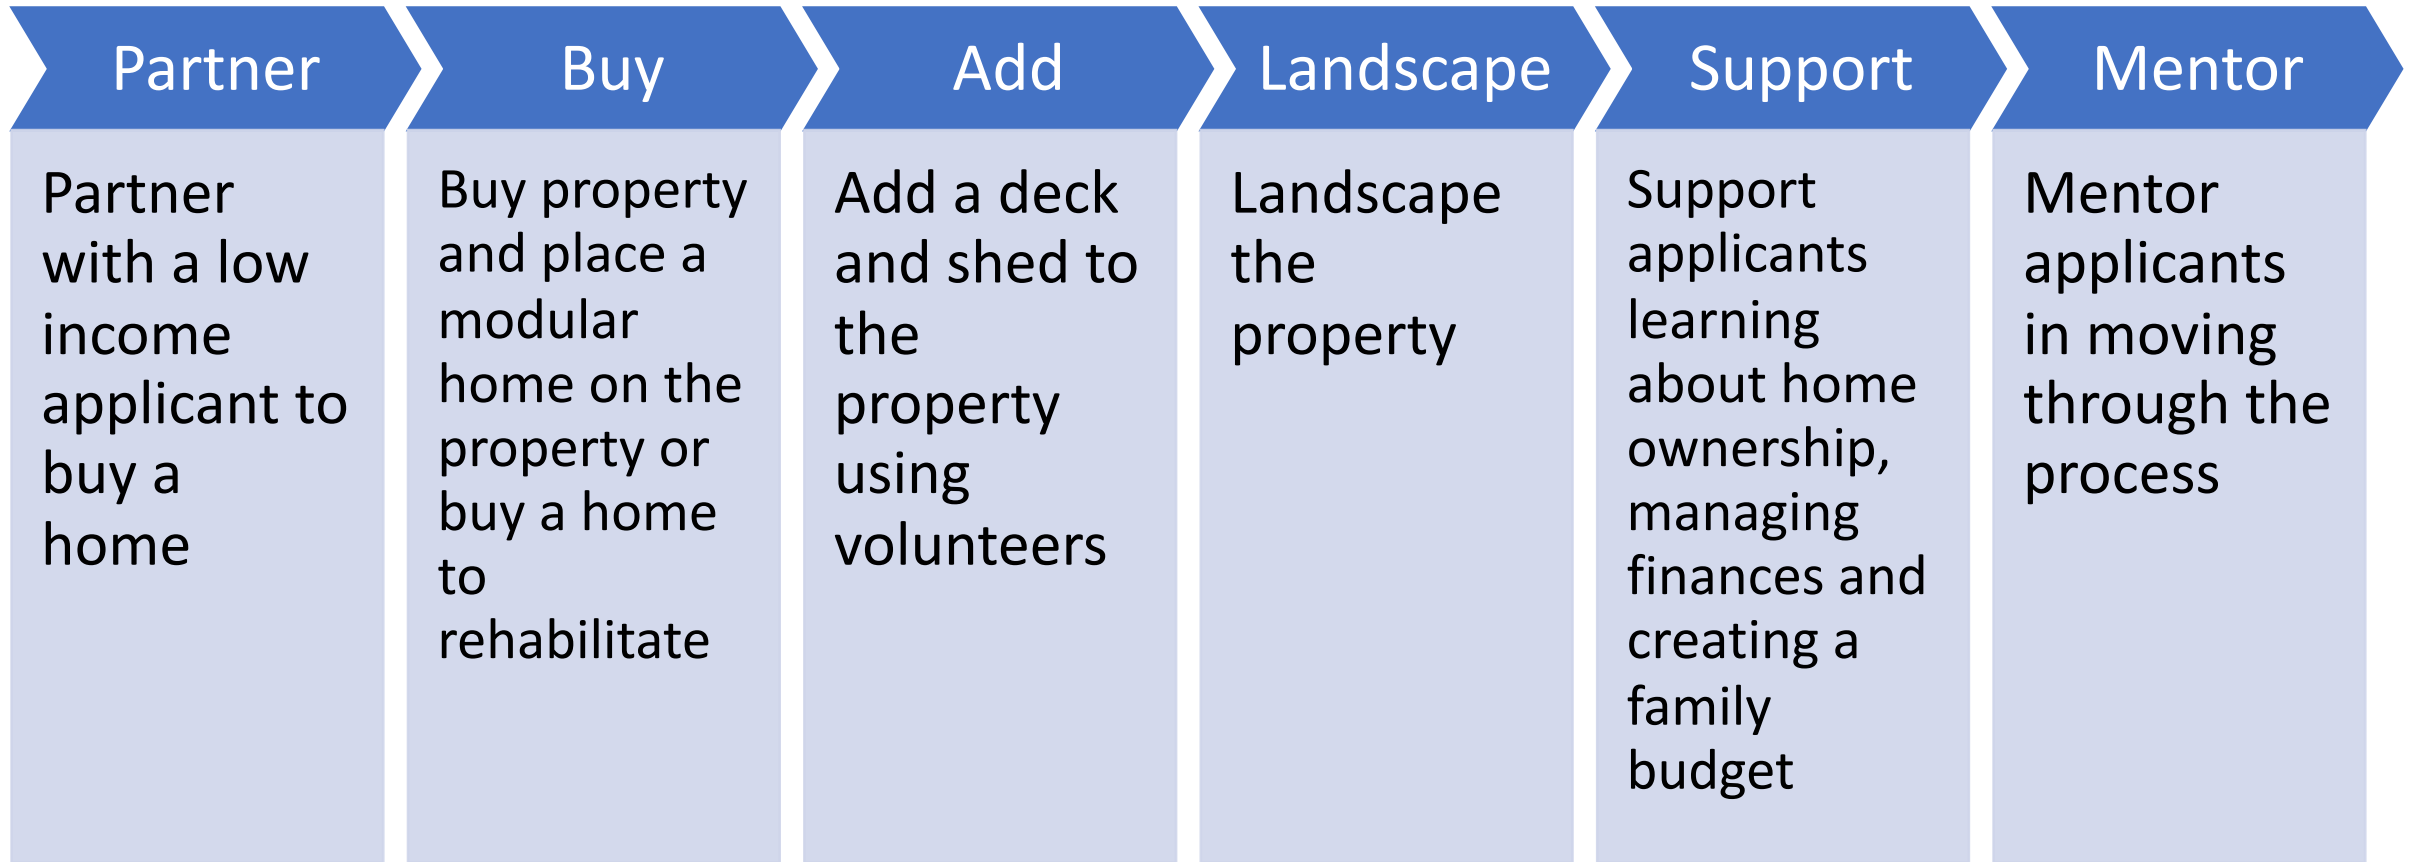 Partner
Partner
with a low
income
applicant to
buy a
home
Buy
Buy property
and place a
modular
home on the
property or
buy a home
to
rehabilitate
Add
Add a deck
and shed to
the
property
using
volunteers
Landscape
Landscape
the
property
Support
Support
applicants
learning
about home
ownership,
managing
finances and
creating a
family
budget
Mentor
Mentor
applicants
in moving
through the
process